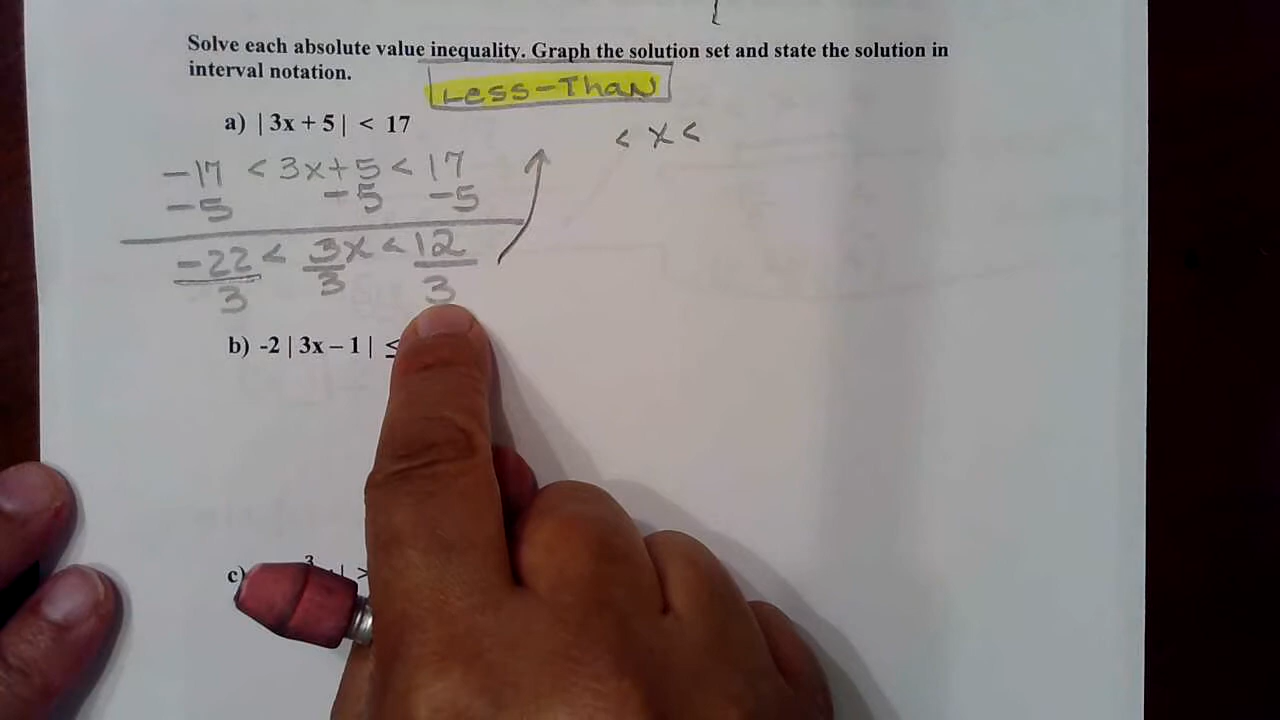 Solve each absolute value inequality. Graph the solution set and state the solution in
interval notation.
Less-Than
a) | 3x + 5 | < 17
< x <
-17 < 3x+5 < 17
-5 -5 -5
-22 < 3x < 12
3 3 3
b) -2 | 3x – 1 | ≤
c) 3 | >